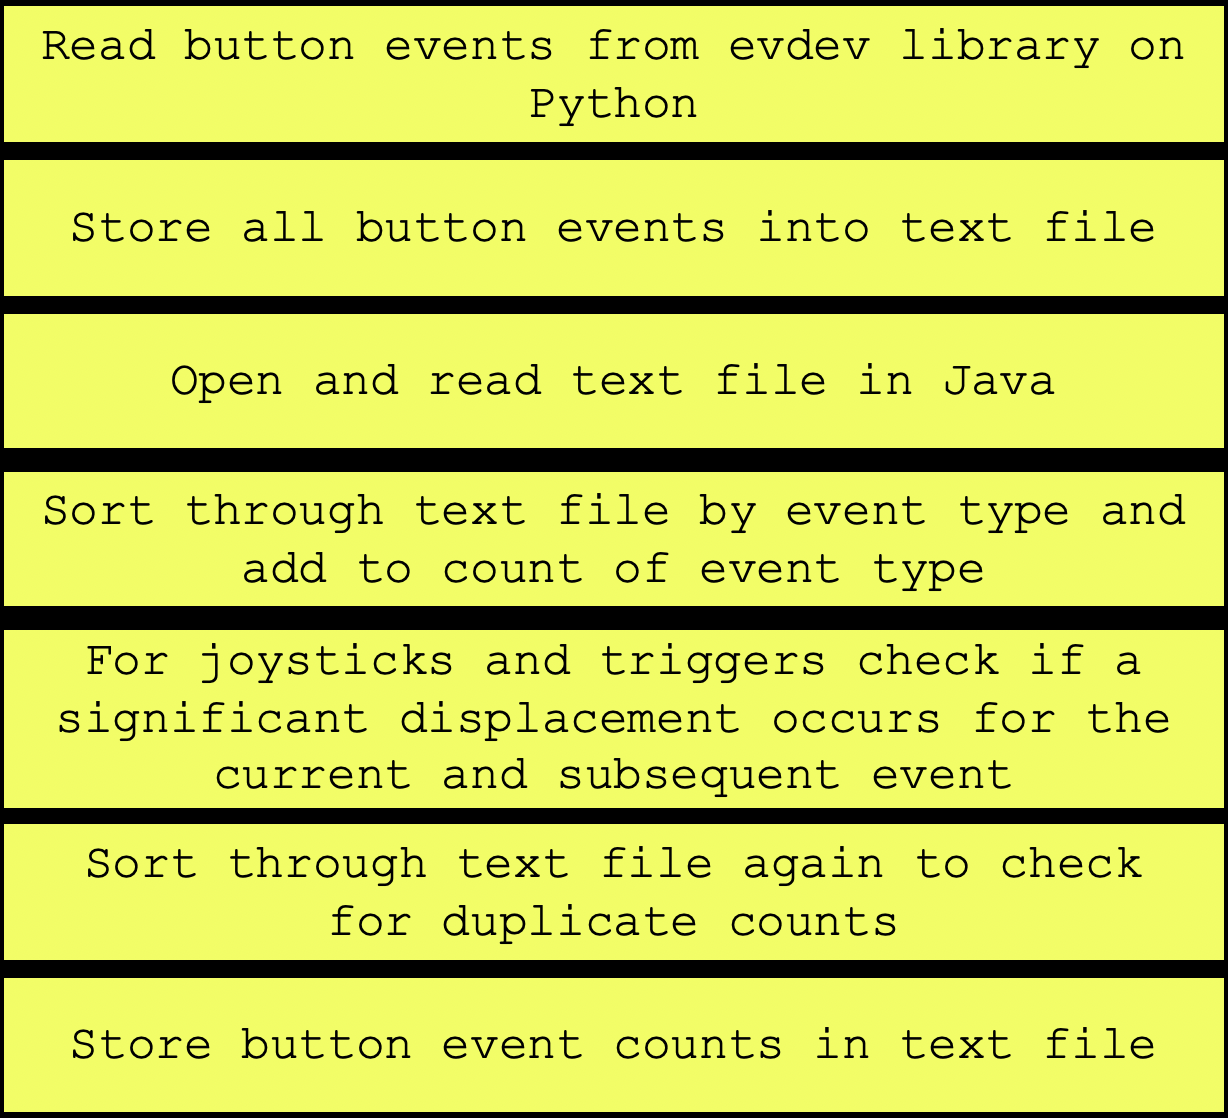 Read button events from evdev library on
Python
Store all button events into text file
Open and read text file in Java
Sort through text file by event type and
add to count of event type
For joysticks and triggers check if a
significant displacement occurs for the
current and subsequent event
Sort through text file again to check
for duplicate counts
Store button event counts in text file